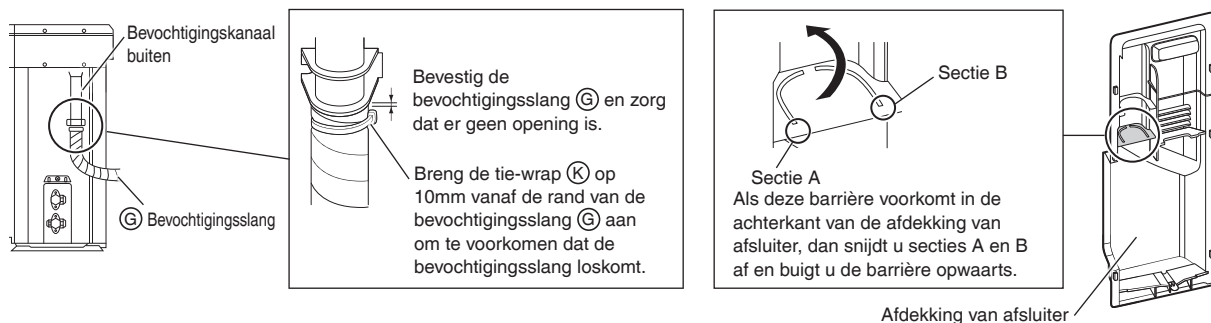 Bevochtigingskanaal
buiten
Ⓖ Bevochtigingsslang
Bevestig de
bevochtigingsslang Ⓖ en zorg
dat er geen opening is.
Breng de tie-wrap Ⓚ op
10mm vanaf de rand van de
bevochtigingsslang Ⓖ aan
om te voorkomen dat de
bevochtigingsslang loskomt.
Sectie B
Sectie A
Als deze barrière voorkomt in de
achterkant van de afdekking van
afsluiter, dan snijdt u secties A en B
af en buigt u de barrière opwaarts.
Afdekking van afsluiter